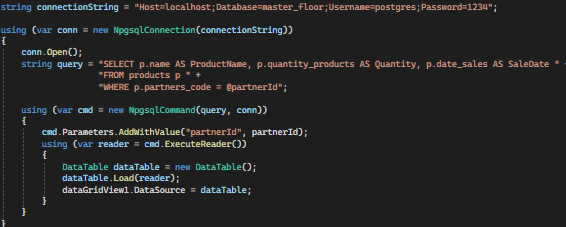 string connectionString = "Host=localhost;Database=master_floor;Username=postgres;Password=1234";
using (var conn = new NpgsqlConnection(connectionString))
{
conn.Open();
string query = "SELECT p.name AS ProductName, p.quantity_products AS Quantity, p.date_sales AS SaleDate " +
"FROM products p " +
"WHERE p.partners_code = @partnerId";
using (var cmd = new NpgsqlCommand(query, conn))
{
cmd.Parameters.AddWithValue("partnerId", partnerId);
using (var reader = cmd.ExecuteReader())
{
DataTable dataTable = new DataTable();
dataTable.Load(reader);
dataGridView1.DataSource = dataTable;
}
}
}